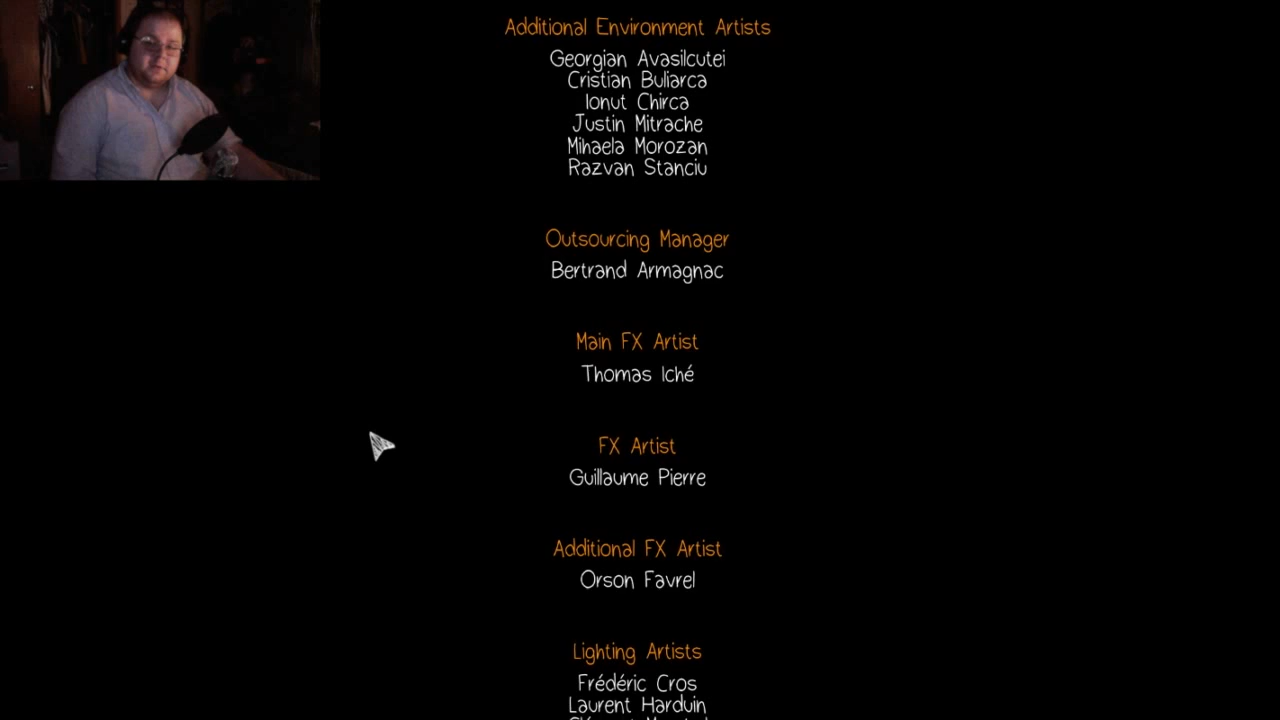 Additional Environment Artists
Georgian Avasilcutei
Cristian Buliarca
Ionut Chirca
Justin Mitrache
Mihaela Morozan
Razvan Stanciu
Outsourcing Manager
Bertrand Armagnac
Main FX Artist
Thomas Iché
FX Artist
Guillaume Pierre
Additional FX Artist
Orson Favrel
Lighting Artists
Frédéric Cros
Laurent Harduin